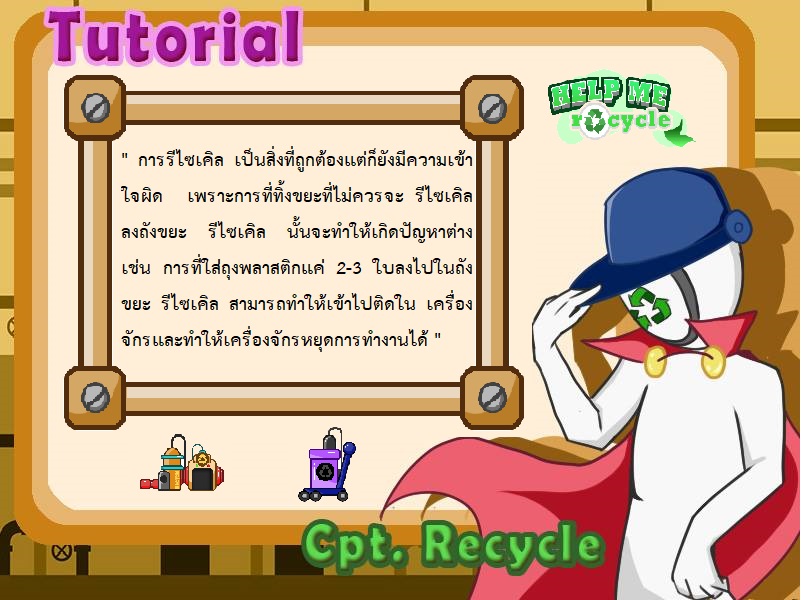 Tutorial
HELP ME
recycle
" การรีไซเคิล เป็นสิ่งที่ถูกต้องแต่ก็ยังมีความเข้า
ใจผิด เพราะการที่ทิ้งขยะที่ไม่ควรจะ รีไซเคิล
ลงถังขยะ รีไซเคิล นั้นจะทำให้เกิดปัญหาต่าง
เช่น การที่ใส่ถุงพลาสติกแค่ 2-3 ใบลงไปในถัง
ขยะ รีไซเคิล สามารถทำให้เข้าไปติดใน เครื่อง
จักรและทำให้เครื่องจักรหยุดการทำงานได้ "
Cpt. Recycle